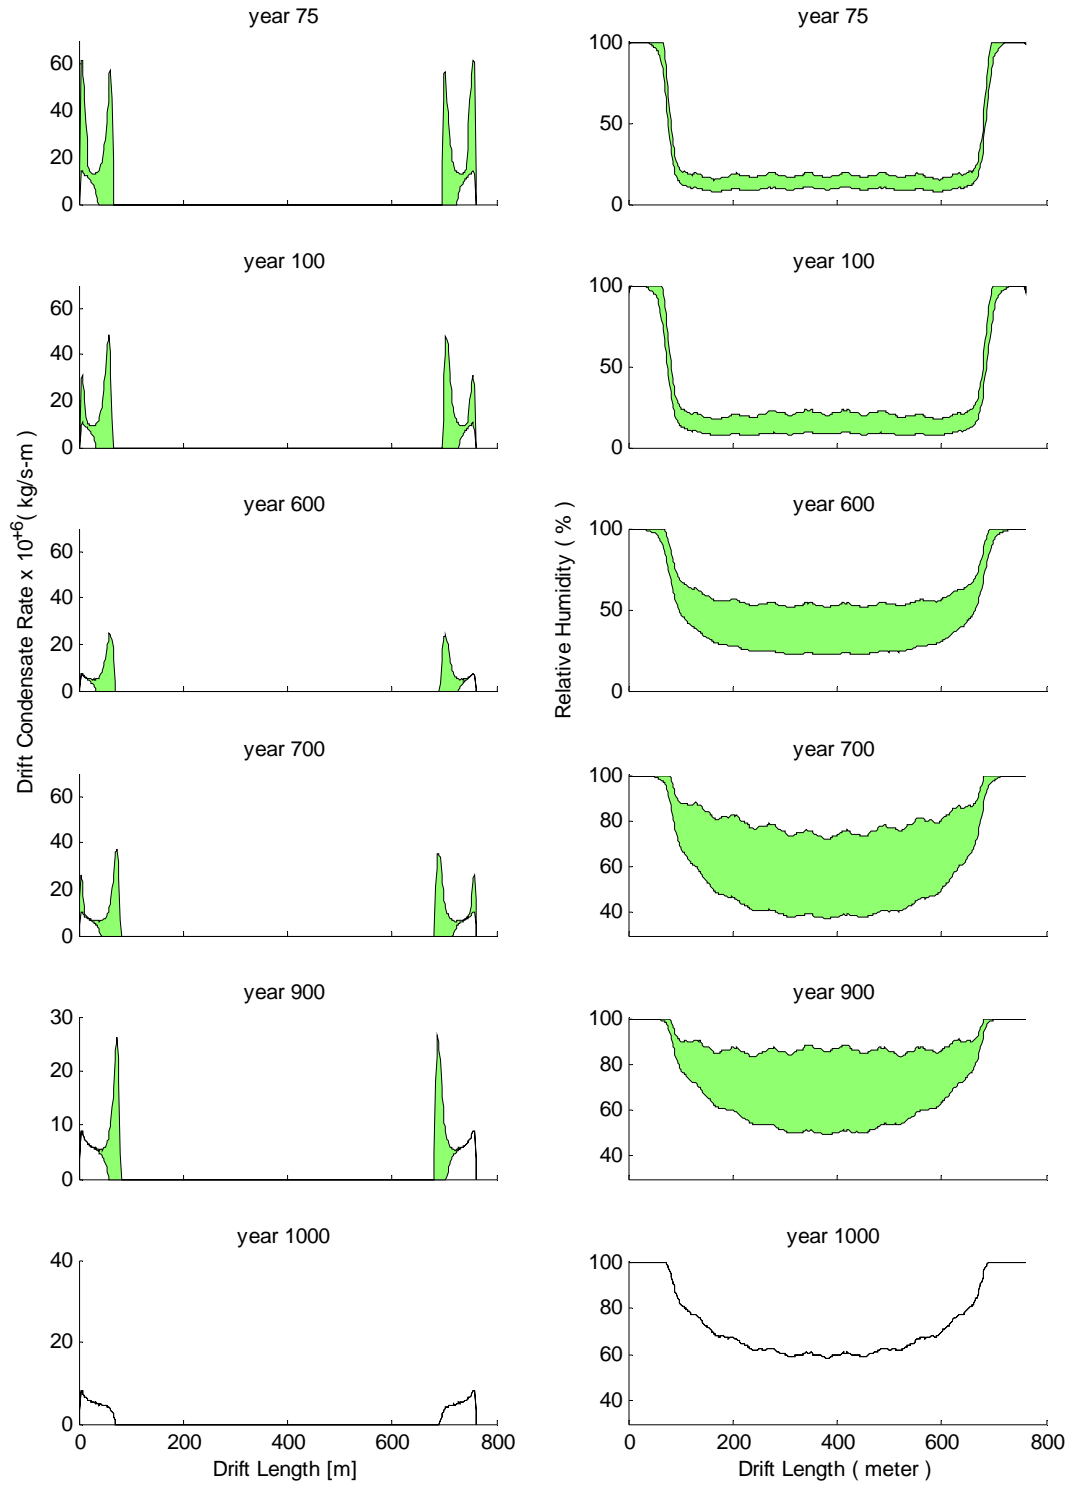 year 75
60
40
20
0
year 75
100
50
0
year 100
60
40
20
0
year 100
100
50
0
year 600
60
40
20
0
year 600
100
50
0
year 700
60
40
20
0
year 700
100
80
60
40
year 900
30
20
10
0
year 900
100
80
60
40
year 1000
40
20
0
0 200 400 600 800
Drift Length [m]
year 1000
100
80
60
40
0 200 400 600 800
Drift Length ( meter )
Drift Condensate Rate x 10+6( kg/s-m )
Relative Humidity ( % )